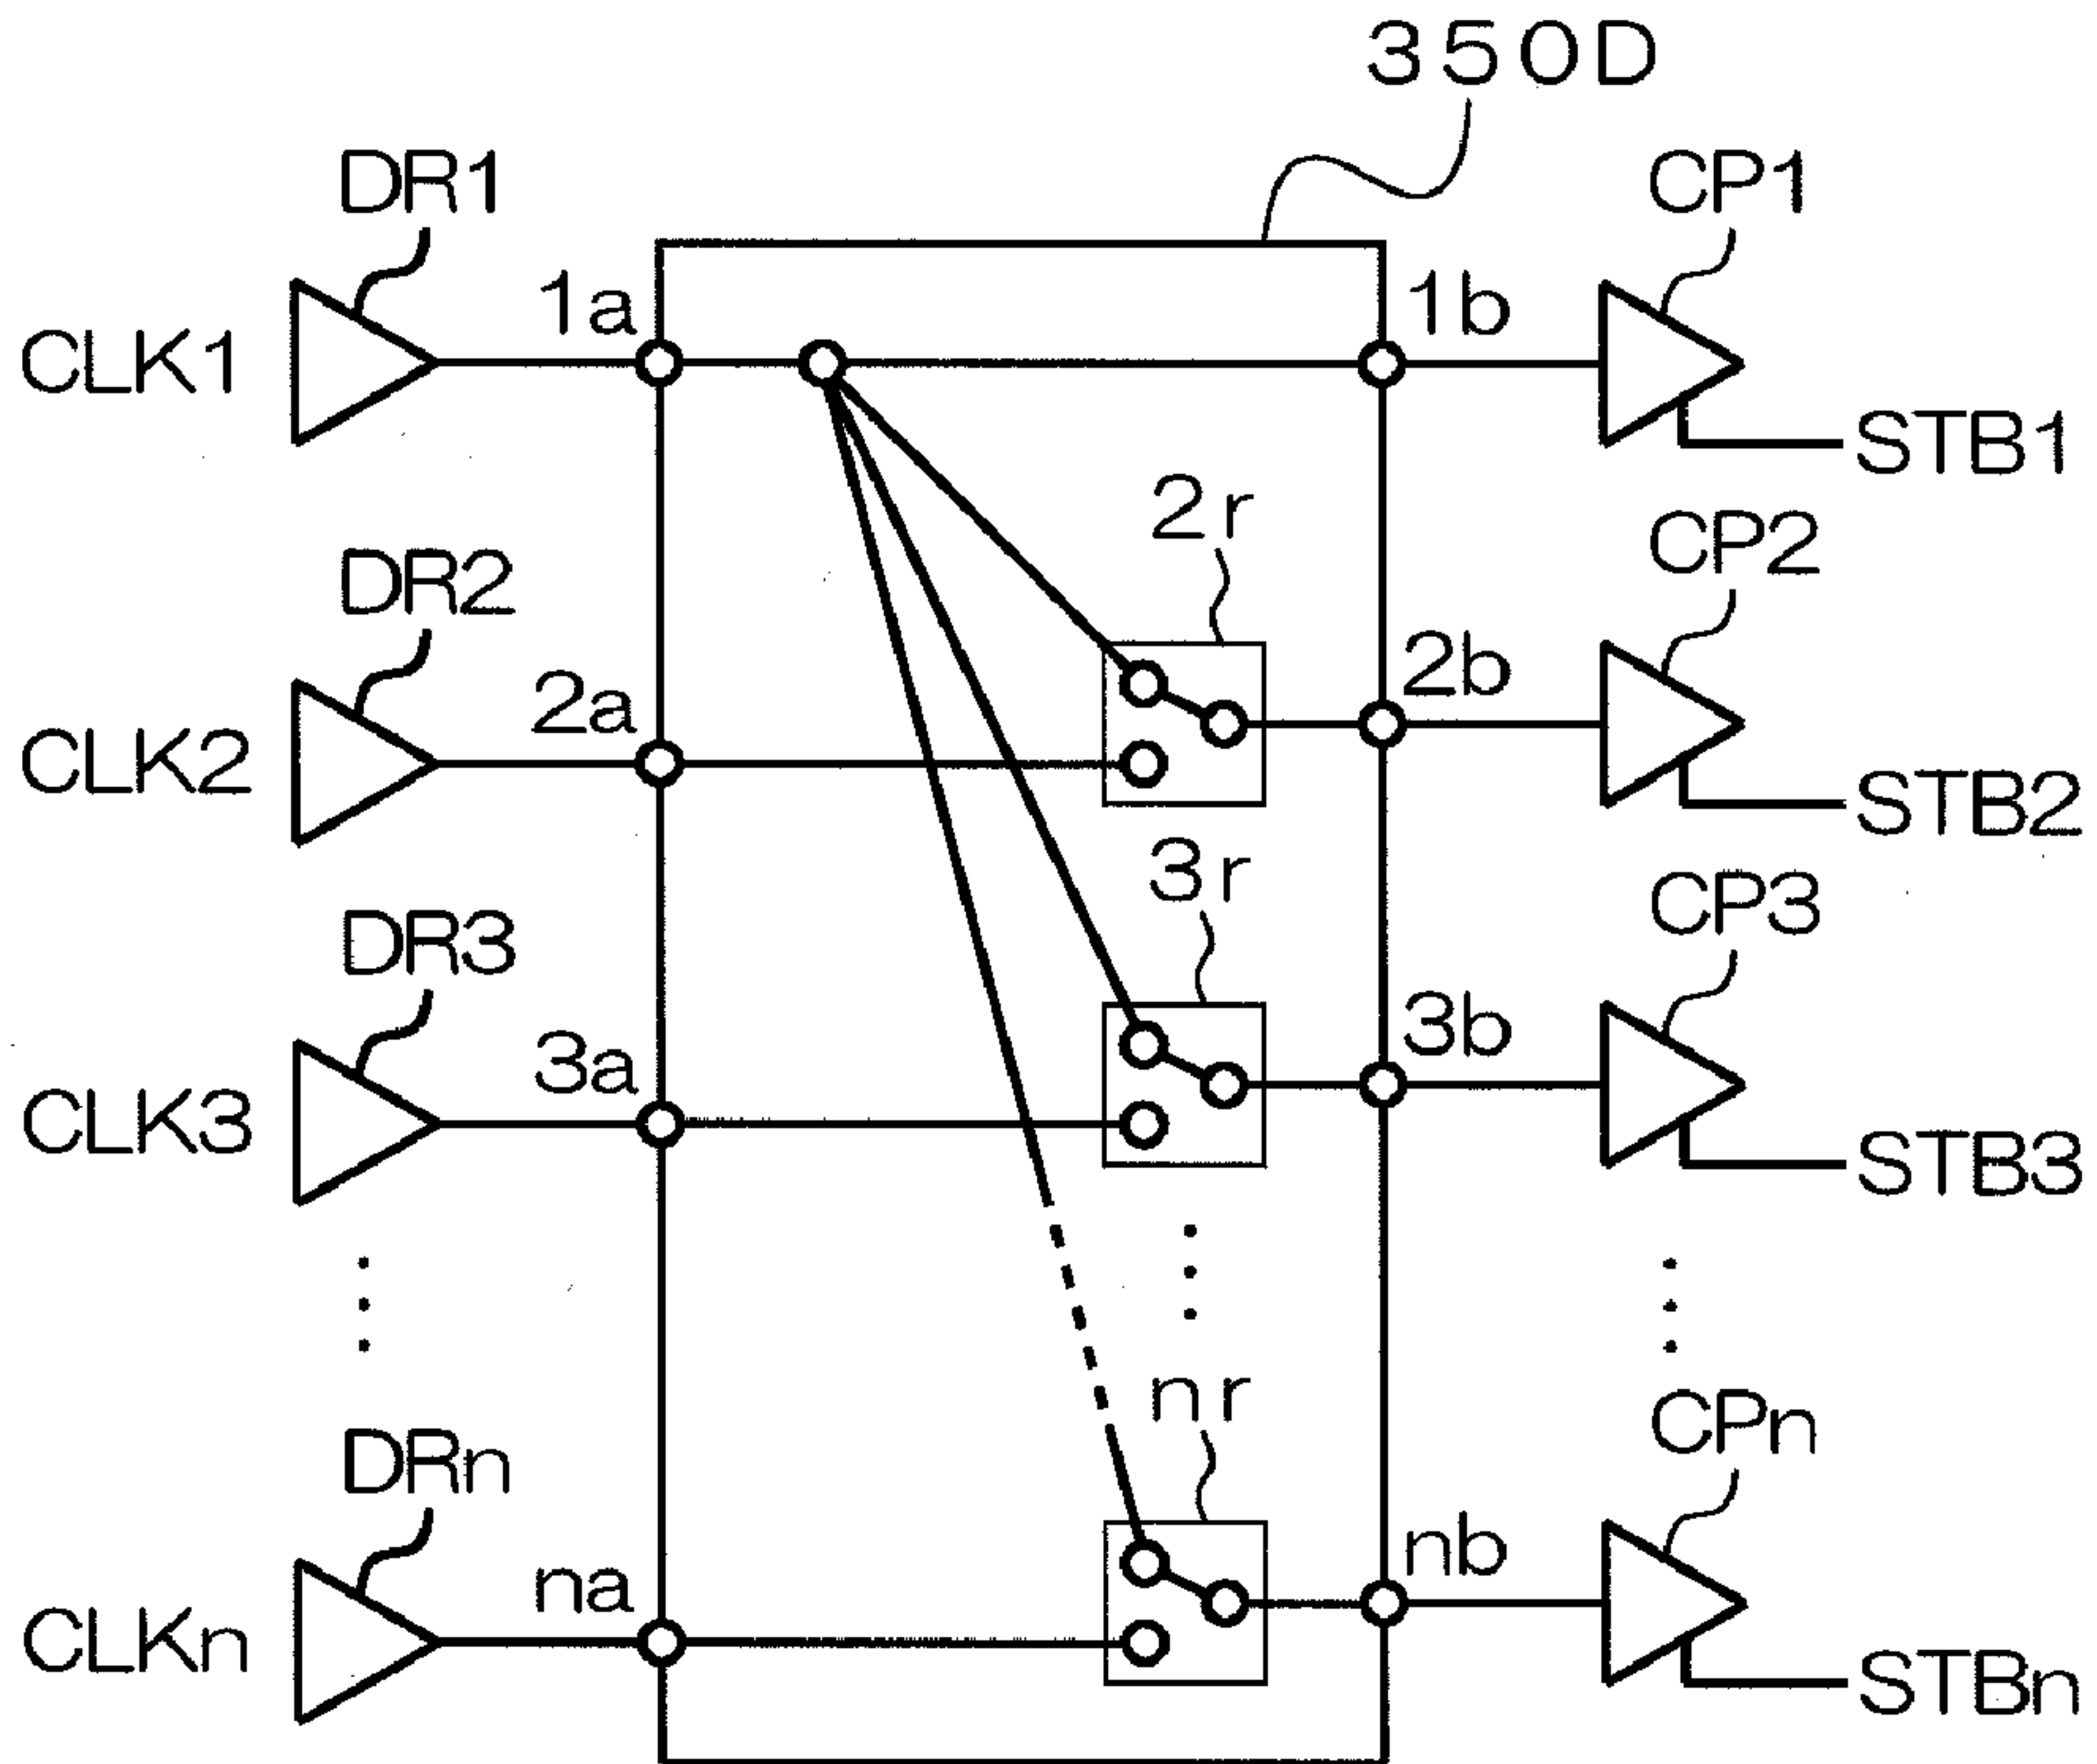 350D
DR1
CP1
1a
1b
CLK1
STB1
2r
DR2
CP2
2a
2b
CLK2
STB2
3r
DR3
CP3
3a
3b
CLK3
STB3
nr
DRn
CPn
na
nb
CLKn
STBn